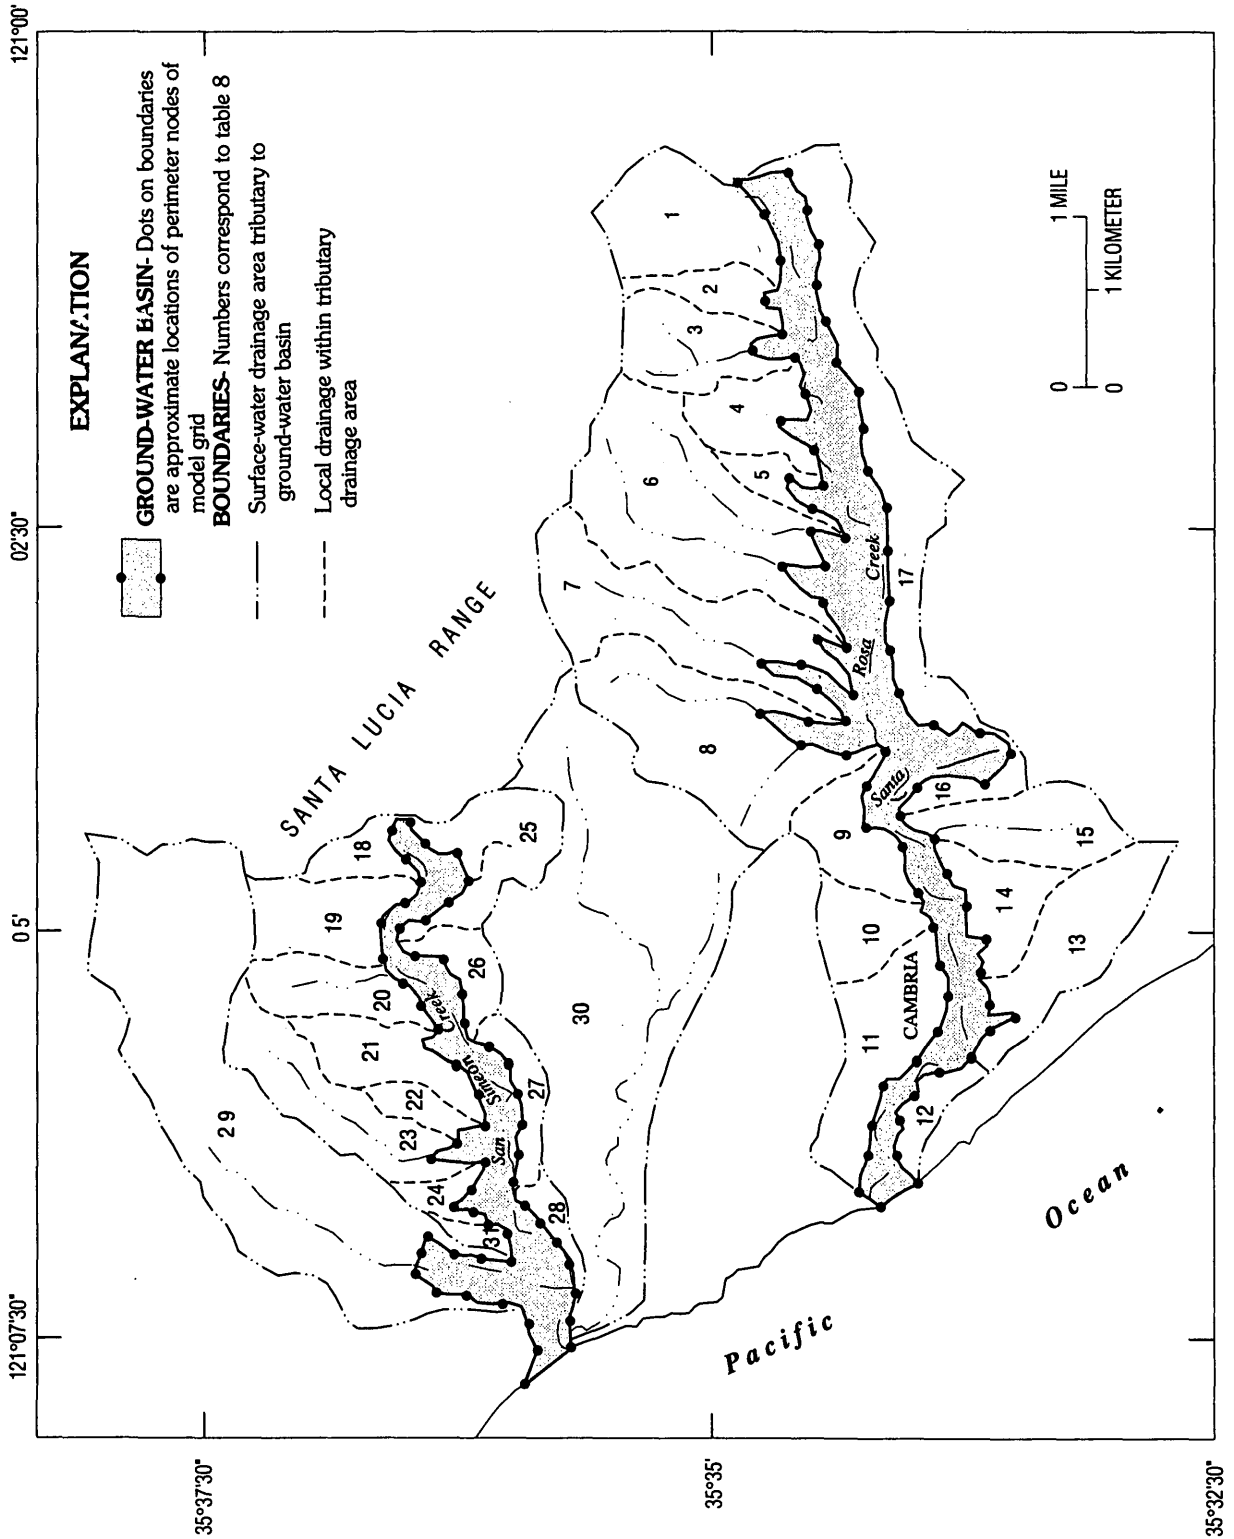 121°07'30"
05'
02'30"
121°00'
35°37'30"
35°35'
35°32'30"
EXPLANATION
GROUND-WATER BASIN- Dots on boundaries
are approximate locations of perimeter nodes of
model grid
BOUNDARIES- Numbers correspond to table 8
Surface-water drainage area tributary to
ground-water basin
Local drainage within tributary
drainage area
SANTA LUCIA RANGE
29
18
19
20
21
22
23
24
31
25
26
27
28
30
San Simeon Creek
1
2
3
4
5
6
7
8
9
10
11
12
13
14
15
16
17
Santa Rosa Creek
CAMBRIA
Pacific Ocean
0 1 MILE
0 1 KILOMETER